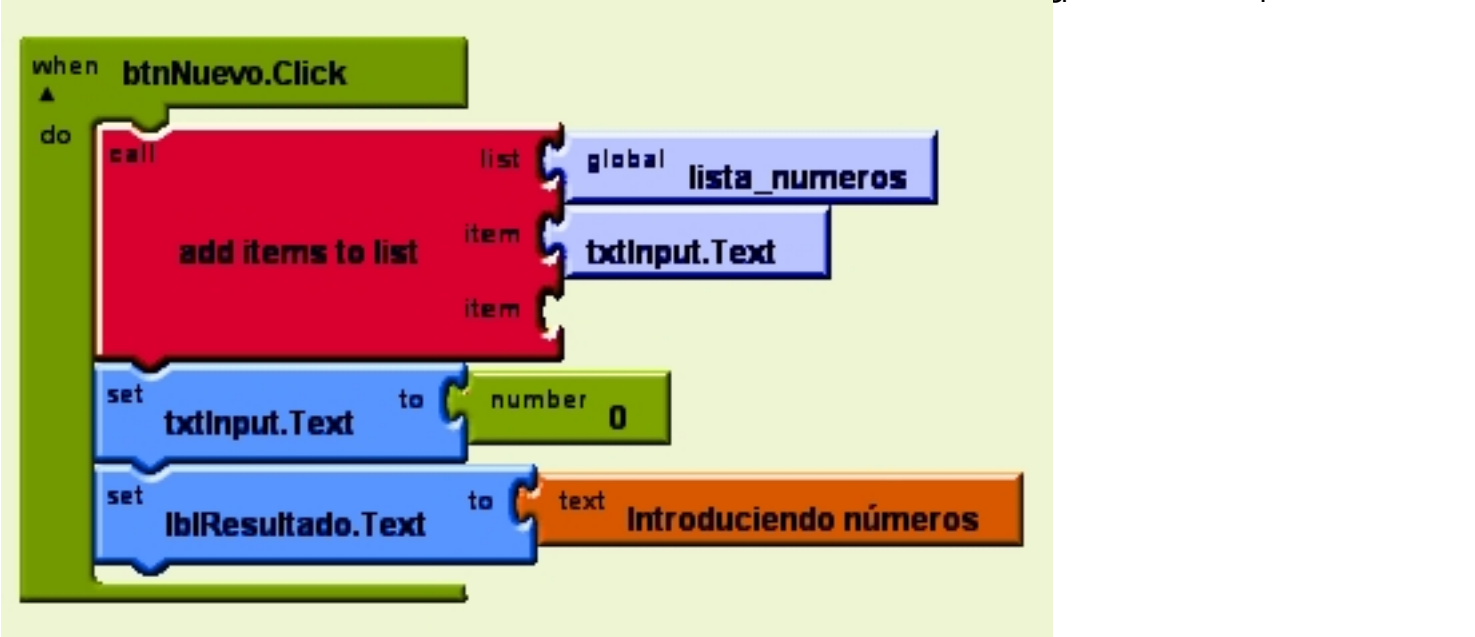 when btnNuevo.Click
do
call list global lista_numeros
add items to list item txtInput.Text
item
set txtInput.Text to number 0
set lblResultado.Text to text Introduciendo números